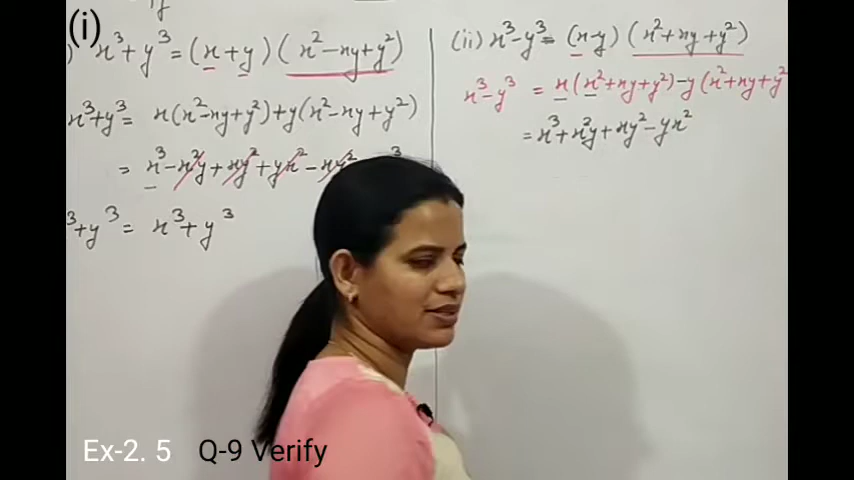 (i)
x³+y³=(x+y)(x²-xy+y²)
x³+y³= x(x²-xy+y²)+y(x²-xy+y²)
= x³-x²y+xy²+yx²-xy²
³+y³= x³+y³
(ii) x³-y³=(x-y)(x²+xy+y²)
x³-y³ = x(x²+xy+y²)-y(x²+xy+y²
=x³+x²y+xy²-yx²
Ex-2. 5 Q-9 Verify